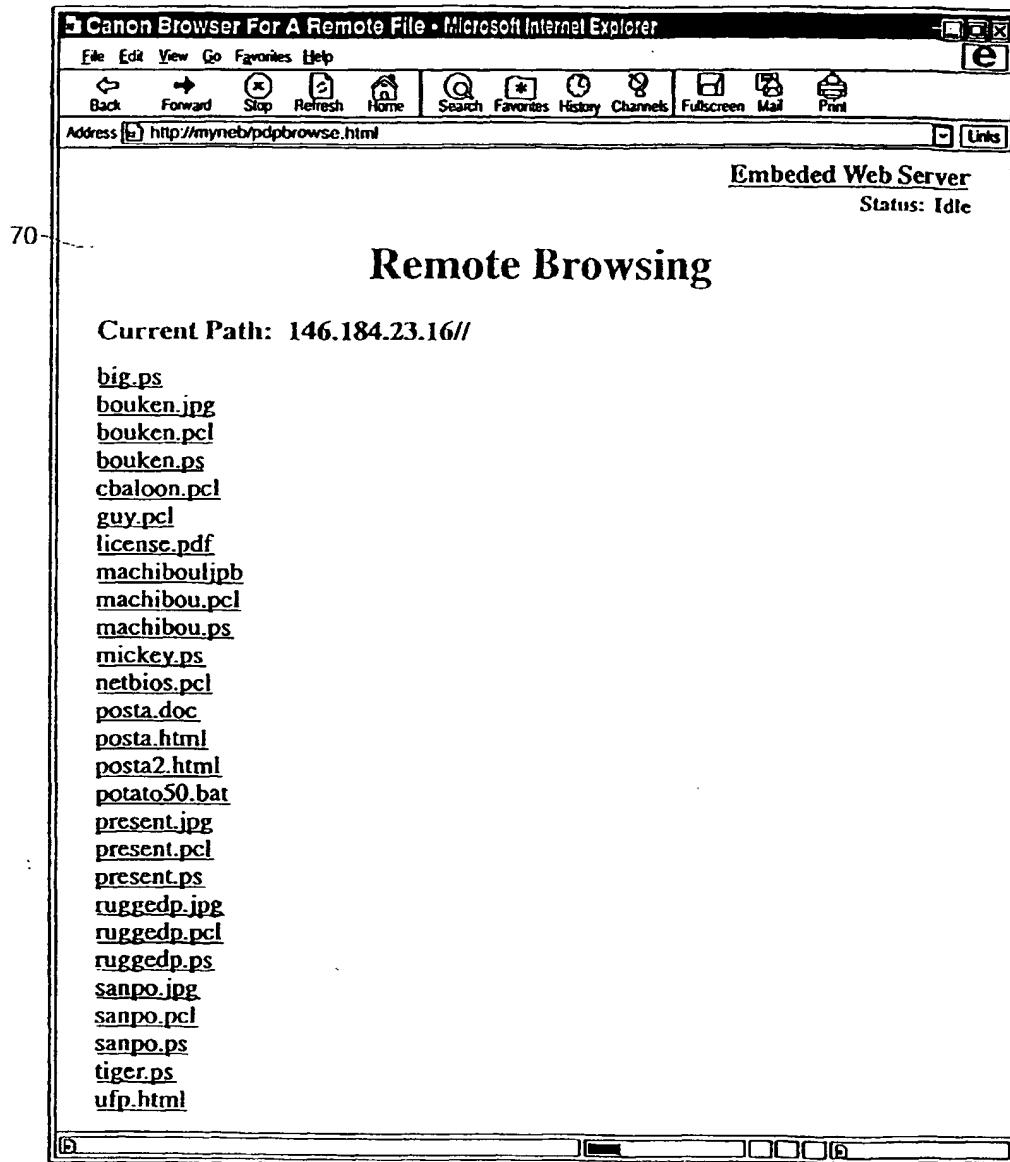 Canon Browser For A Remote File • Microsoft Internet Explorer
File Edit View Go Favorites Help
Back Forward Stop Refresh Home Search Favorites History Channels Fullscreen Mail Print
Address http://myneb/pdpbrowse.html Links
Embeded Web Server
Status: Idle
70
Remote Browsing
Current Path: 146.184.23.16//
big.ps
bouken.jpg
bouken.pcl
bouken.ps
cbaloon.pcl
guy.pcl
license.pdf
machibouljpb
machibou.pcl
machibou.ps
mickey.ps
netbios.pcl
posta.doc
posta.html
posta2.html
potato50.bat
present.jpg
present.pcl
present.ps
ruggedp.jpg
ruggedp.pcl
ruggedp.ps
sanpo.jpg
sanpo.pcl
sanpo.ps
tiger.ps
ufp.html